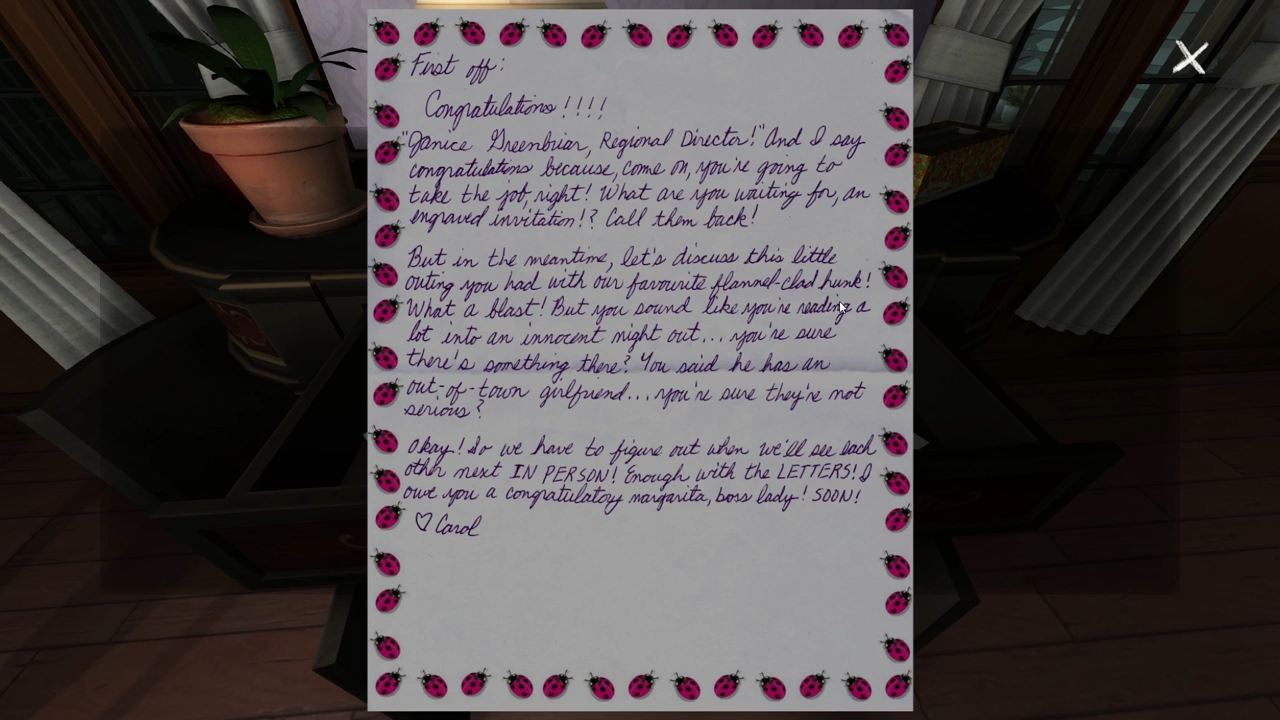 First off:
Congratulations!!!!
"Janice Greenbriar, Regional Director!" And I say
congratulations because, come on, you're going to
take the job, right! What are you waiting for, an
engraved invitation!? Call them back!
But in the meantime, let's discuss this little
outing you had with our favourite flannel-clad hunk!
What a blast! But you sound like you're reading a
lot into an innocent night out... you're sure
there's something there? You said he has an
out-of-town girlfriend... you're sure they're not
serious?
Okay! So we have to figure out when we'll see each
other next IN PERSON! Enough with the LETTERS! I
owe you a congratulatoy margarita, boss lady! SOON!
♡ Carol